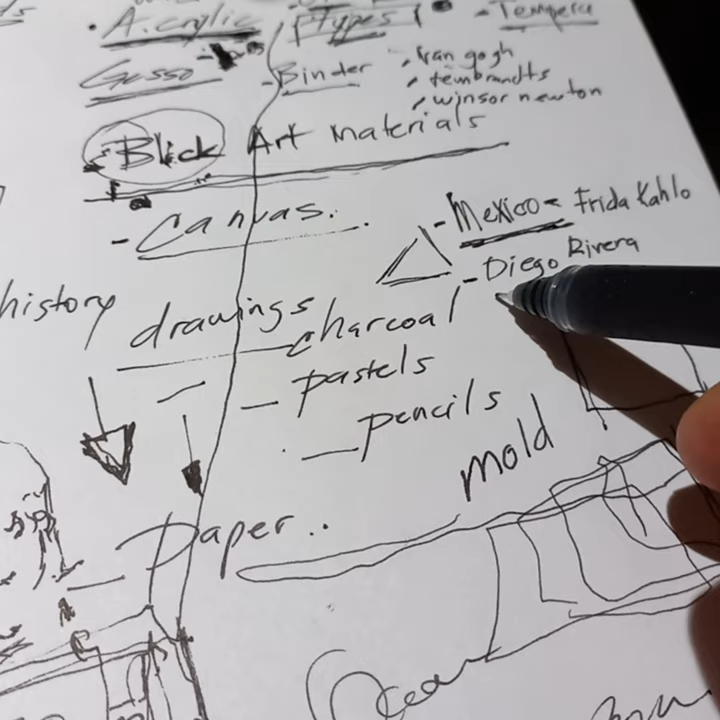 A.crylic
Types
- Tempera
Gesso -
- Binder
, van gogh
, rembrandts
, winsor newton
Blick Art materials
- Canvas..
- Mexico = Frida Kahlo
- Diego Rivera
history
drawings
- charcoal
- pastels
- pencils
mold
- paper..